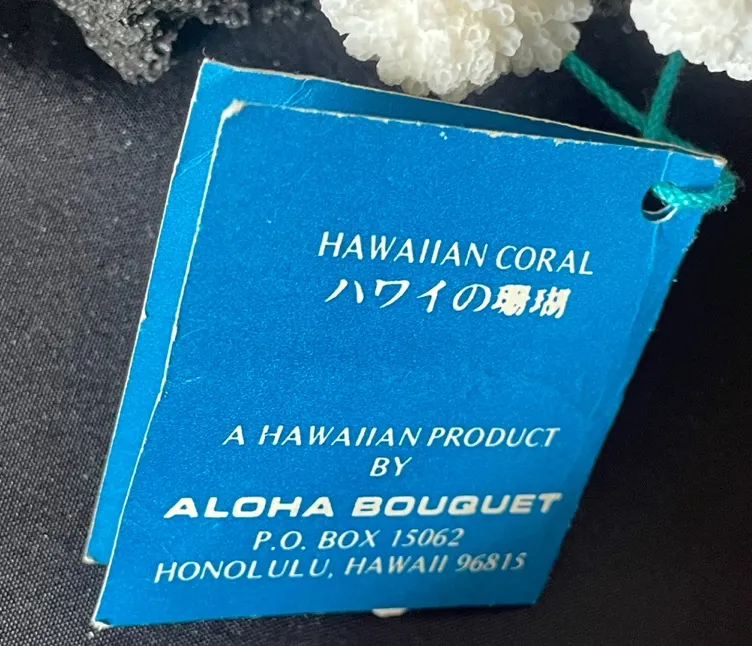 HAWAIIAN CORAL
ハワイの珊瑚
A HAWAIIAN PRODUCT
BY
ALOHA BOUQUET
P.O. BOX 15062
HONOLULU, HAWAII 96815